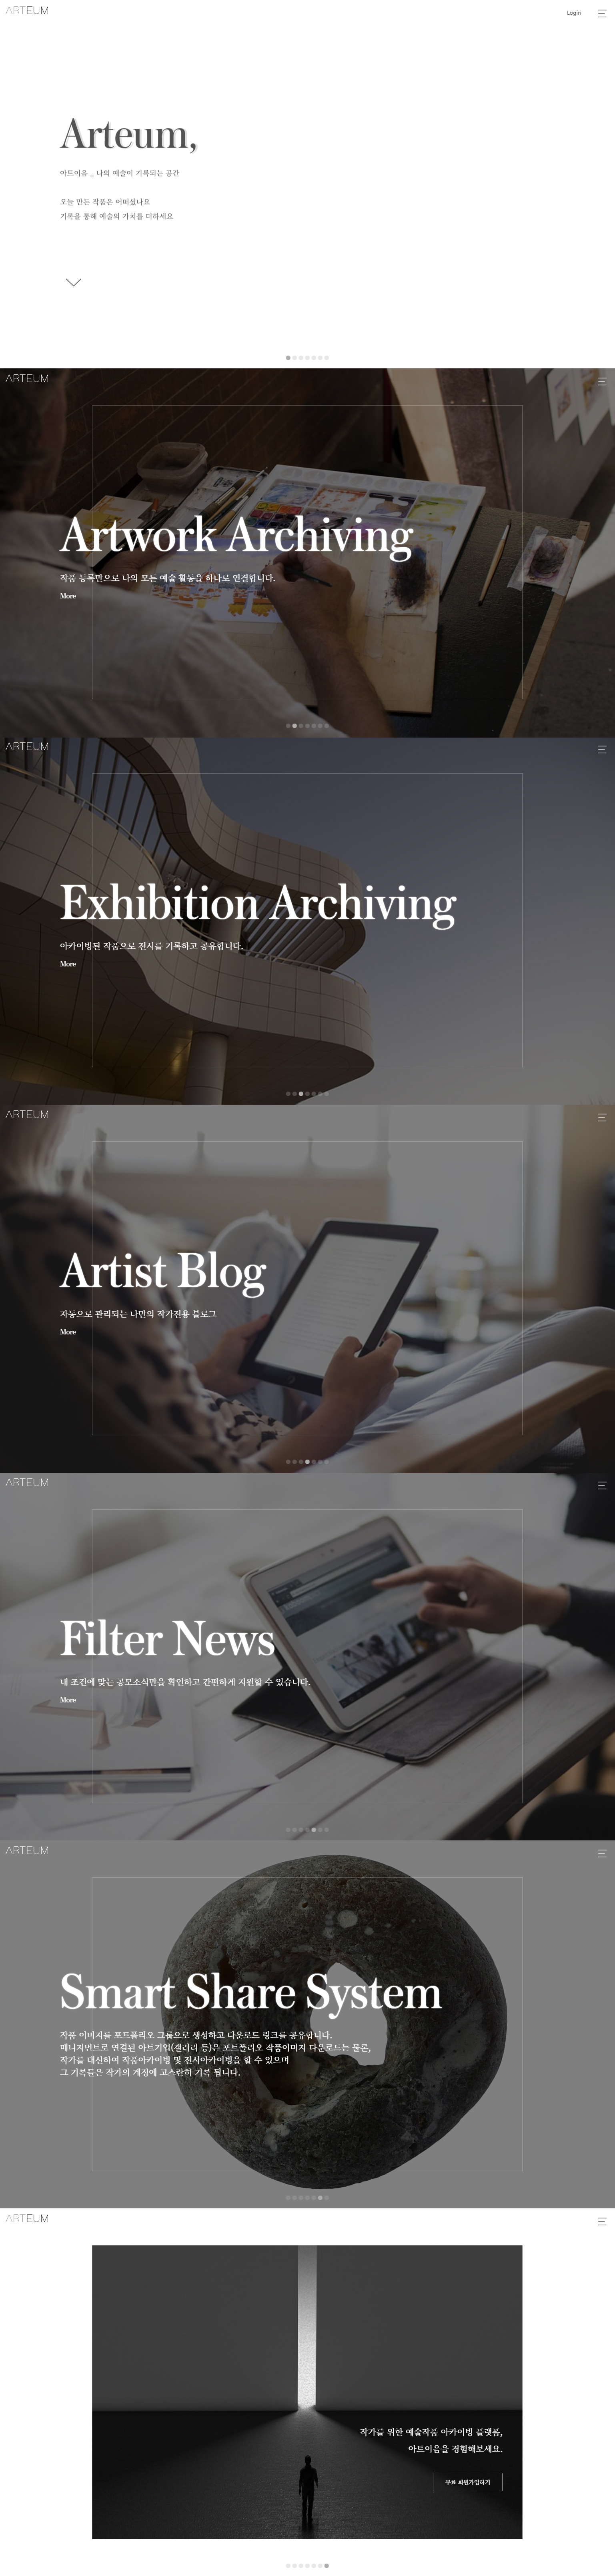 ARTEUM
Login
Arteum,
아트이음 _ 나의 예술이 기록되는 공간
오늘 만든 작품은 어떠셨나요
기록을 통해 예술의 가치를 더하세요
ARTEUM
Artwork Archiving
작품 등록만으로 나의 모든 예술 활동을 하나로 연결합니다.
More
ARTEUM
Exhibition Archiving
아카이빙된 작품으로 전시를 기록하고 공유합니다.
More
ARTEUM
Artist Blog
자동으로 관리되는 나만의 작가전용 블로그
More
ARTEUM
Filter News
내 조건에 맞는 공모소식만을 확인하고 간편하게 지원할 수 있습니다.
More
ARTEUM
Smart Share System
작품 이미지를 포트폴리오 그룹으로 생성하고 다운로드 링크를 공유합니다.
매니지먼트로 연결된 아트기업(갤러리 등)은 포트폴리오 작품이미지 다운로드는 물론,
작가를 대신하여 작품아카이빙 및 전시아카이빙을 할 수 있으며
그 기록들은 작가의 계정에 고스란히 기록 됩니다.
ARTEUM
작가를 위한 예술작품 아카이빙 플랫폼,
아트이음을 경험해보세요.
무료 회원가입하기